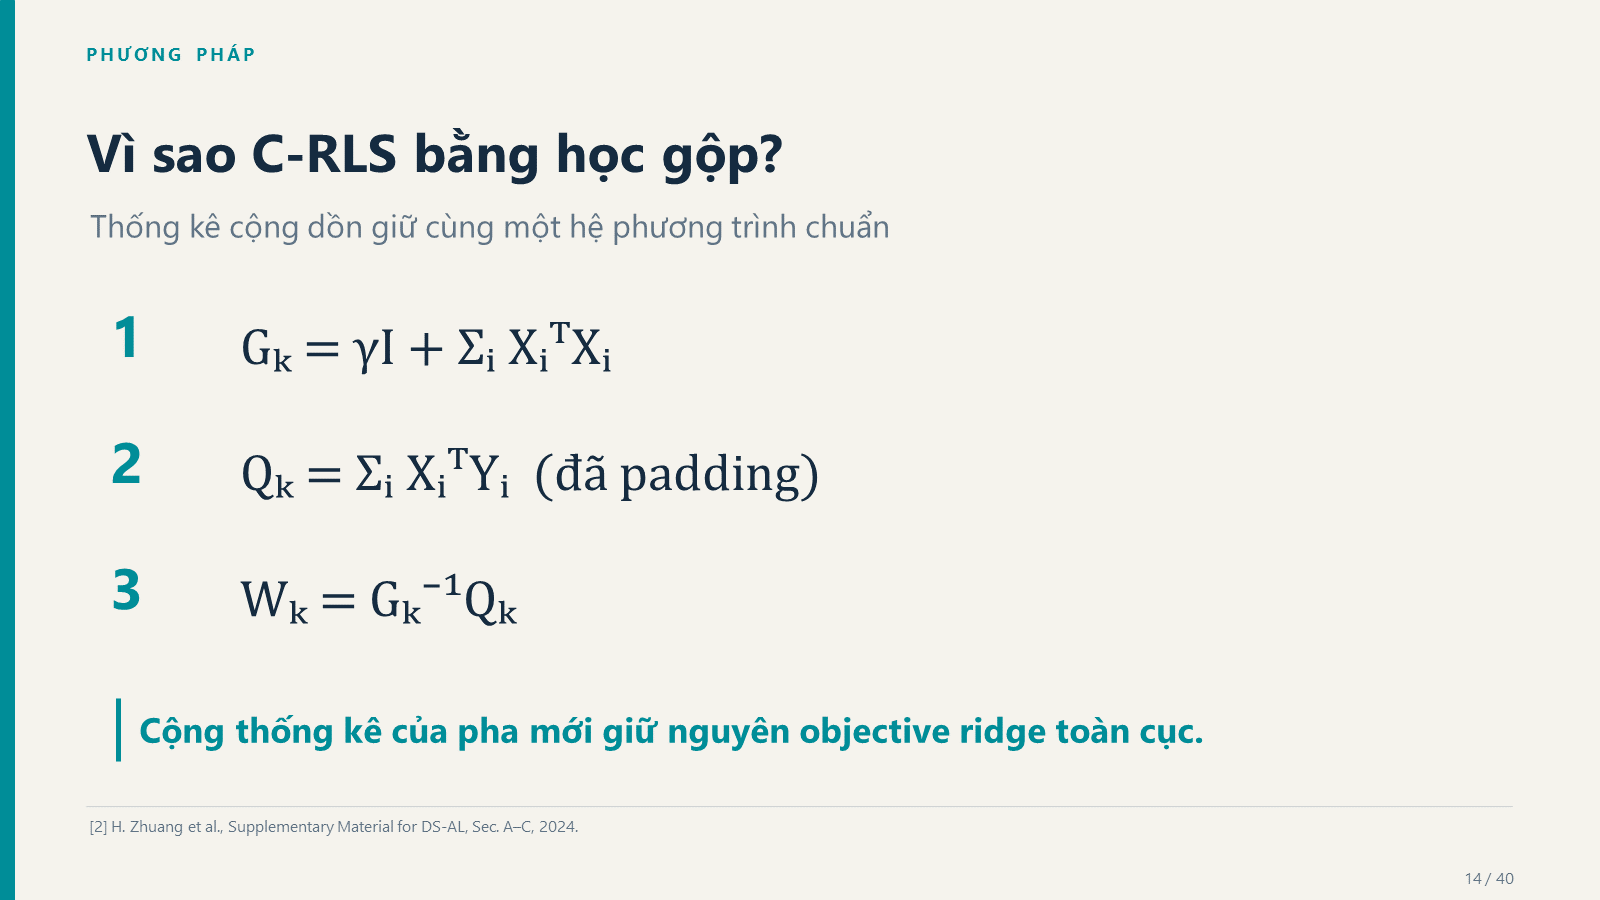 PHƯƠNG PHÁP
Vì sao C-RLS bằng học gộp?
Thống kê cộng dồn giữ cùng một hệ phương trình chuẩn
1 Gₖ = γI + Σᵢ XᵢᵀXᵢ
2 Qₖ = Σᵢ XᵢᵀYᵢ (đã padding)
3 Wₖ = Gₖ⁻¹Qₖ
Cộng thống kê của pha mới giữ nguyên objective ridge toàn cục.
[2] H. Zhuang et al., Supplementary Material for DS-AL, Sec. A–C, 2024.
14 / 40